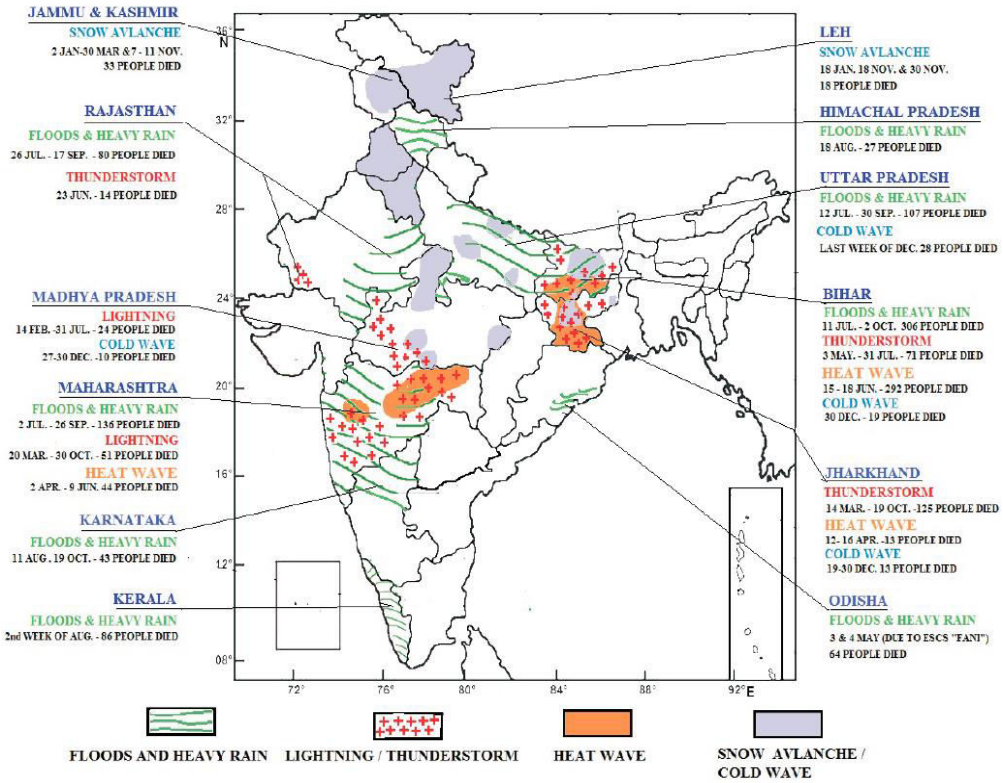 JAMMU & KASHMIR
SNOW AVLANCHE
2 JAN-30 MAR & 7 - 11 NOV.
33 PEOPLE DIED
RAJASTHAN
FLOODS & HEAVY RAIN
26 JUL. - 17 SEP. - 80 PEOPLE DIED
THUNDERSTORM
23 JUN. - 14 PEOPLE DIED
MADHYA PRADESH
LIGHTNING
14 FEB. -31 JUL. - 24 PEOPLE DIED
COLD WAVE
27-30 DEC. -10 PEOPLE DIED
MAHARASHTRA
FLOODS & HEAVY RAIN
2 JUL. - 26 SEP. - 136 PEOPLE DIED
LIGHTNING
20 MAR. - 30 OCT. - 51 PEOPLE DIED
HEAT WAVE
2 APR. - 9 JUN. 44 PEOPLE DIED
KARNATAKA
FLOODS & HEAVY RAIN
11 AUG . 19 OCT. - 43 PEOPLE DIED
KERALA
FLOODS & HEAVY RAIN
2nd WEEK OF AUG. - 86 PEOPLE DIED
36°
N
32°
28°
24°
20°
16°
12°
08°
72°
76°
80°
84°
88°
92°E
LEH
SNOW AVLANCHE
18 JAN. 18 NOV. & 30 NOV.
18 PEOPLE DIED
HIMACHAL PRADESH
FLOODS & HEAVY RAIN
18 AUG. - 27 PEOPLE DIED
UTTAR PRADESH
FLOODS & HEAVY RAIN
12 JUL. - 30 SEP. - 107 PEOPLE DIED
COLD WAVE
LAST WEEK OF DEC. 28 PEOPLE DIED
BIHAR
FLOODS & HEAVY RAIN
11 JUL. - 2 OCT. 306 PEOPLE DIED
THUNDERSTORM
3 MAY. - 31 JUL. - 71 PEOPLE DIED
HEAT WAVE
15 - 18 JUN. - 292 PEOPLE DIED
COLD WAVE
30 DEC. - 19 PEOPLE DIED
JHARKHAND
THUNDERSTORM
14 MAR. - 19 OCT. -125 PEOPLE DIED
HEAT WAVE
12- 16 APR. -13 PEOPLE DIED
COLD WAVE
19-30 DEC. 13 PEOPLE DIED
ODISHA
FLOODS & HEAVY RAIN
3 & 4 MAY (DUE TO ESCS "FANI")
64 PEOPLE DIED
FLOODS AND HEAVY RAIN
LIGHTNING / THUNDERSTORM
HEAT WAVE
SNOW AVLANCHE /
COLD WAVE